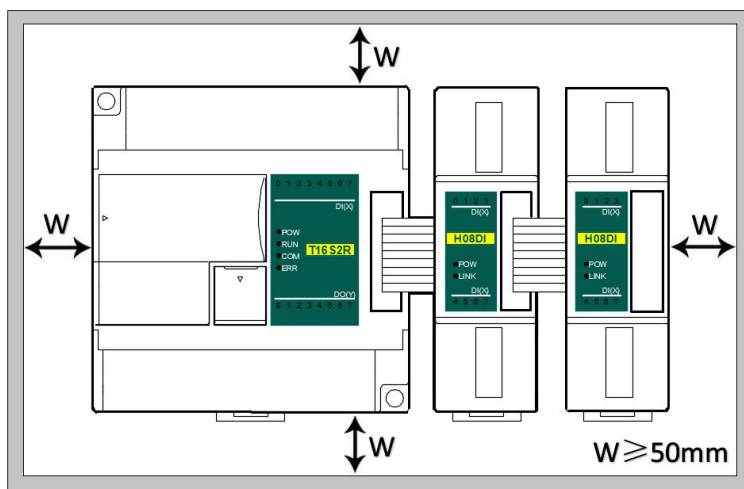 W
W
W
W
0 1 2 3 4 5 6 7
DI(X)
POW
RUN
COM
ERR
T16S2R
DO(Y)
0 1 2 3 4 5 6 7
0 1 2 3
DI(X)
H08DI
POW
LINK
DI(X)
4 5 6 7
0 1 2 3
DI(X)
H08DI
POW
LINK
DI(X)
4 5 6 7
W≥50mm